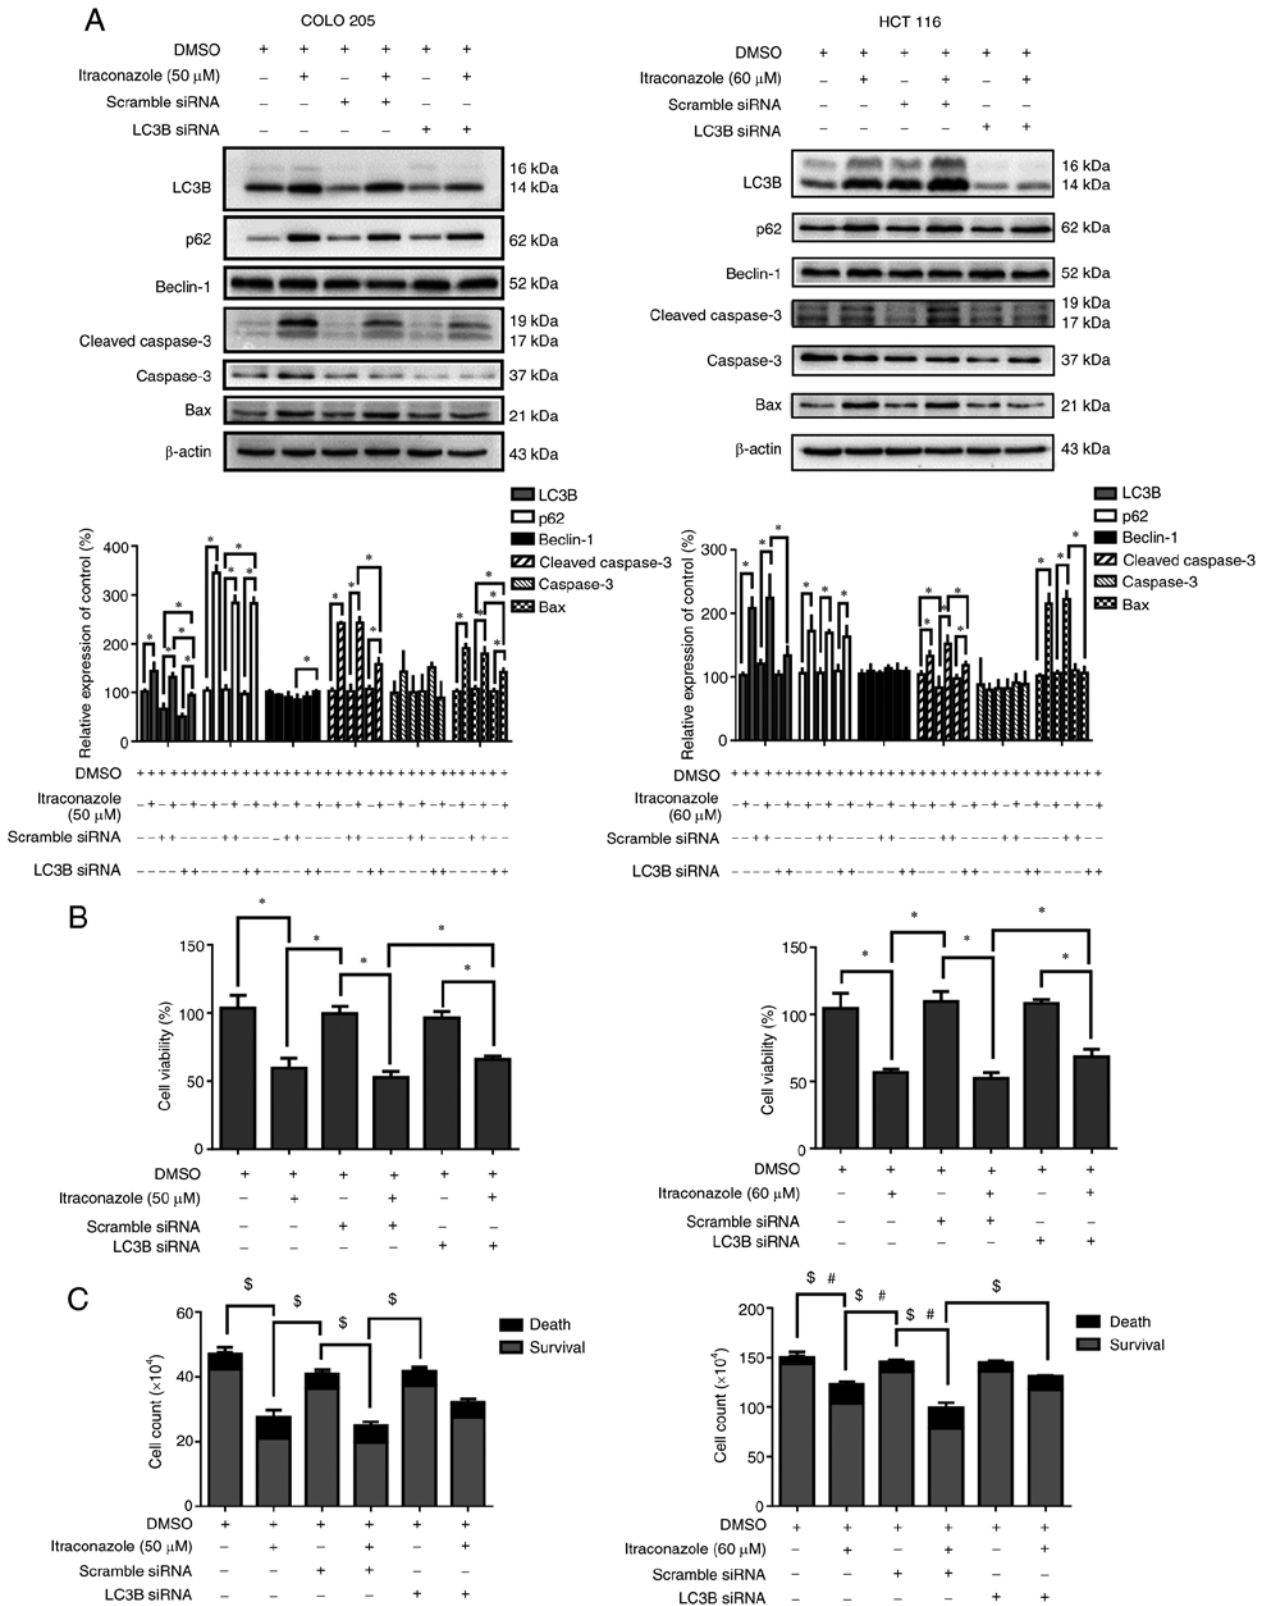 A
COLO 205
DMSO + + + + + +
Itraconazole (50 μM) – + – + – +
Scramble siRNA – – + + – –
LC3B siRNA – – – – + +
LC3B 16 kDa
14 kDa
p62 62 kDa
Beclin-1 52 kDa
Cleaved caspase-3 19 kDa
17 kDa
Caspase-3 37 kDa
Bax 21 kDa
β-actin 43 kDa
HCT 116
DMSO + + + + + +
Itraconazole (60 μM) – + – + – +
Scramble siRNA – – + + – –
LC3B siRNA – – – – + +
LC3B 16 kDa
14 kDa
p62 62 kDa
Beclin-1 52 kDa
Cleaved caspase-3 19 kDa
17 kDa
Caspase-3 37 kDa
Bax 21 kDa
β-actin 43 kDa
Relative expression of control (%)
400
300
200
100
0
LC3B
p62
Beclin-1
Cleaved caspase-3
Caspase-3
Bax
DMSO
Itraconazole
(50 μM)
Scramble siRNA
LC3B siRNA
Relative expression of control (%)
300
200
100
0
LC3B
p62
Beclin-1
Cleaved caspase-3
Caspase-3
Bax
DMSO
Itraconazole
(60 μM)
Scramble siRNA
LC3B siRNA
B
Cell viability (%)
150
100
50
0
* * * * *
DMSO + + + + + +
Itraconazole (50 μM) – + – + – +
Scramble siRNA – – + + – –
LC3B siRNA – – – – + +
Cell viability (%)
150
100
50
0
* * * * *
DMSO + + + + + +
Itraconazole (60 μM) – + – + – +
Scramble siRNA – – + + – –
LC3B siRNA – – – – + +
C
Cell count (×10⁴)
60
40
20
0
$ $ $ $
Death
Survival
DMSO + + + + + +
Itraconazole (50 μM) – + – + – +
Scramble siRNA – – + + – –
LC3B siRNA – – – – + +
Cell count (×10⁴)
200
150
100
50
0
$ # $ # $ # $
Death
Survival
DMSO + + + + + +
Itraconazole (60 μM) – + – + – +
Scramble siRNA – – + + – –
LC3B siRNA – – – – + +